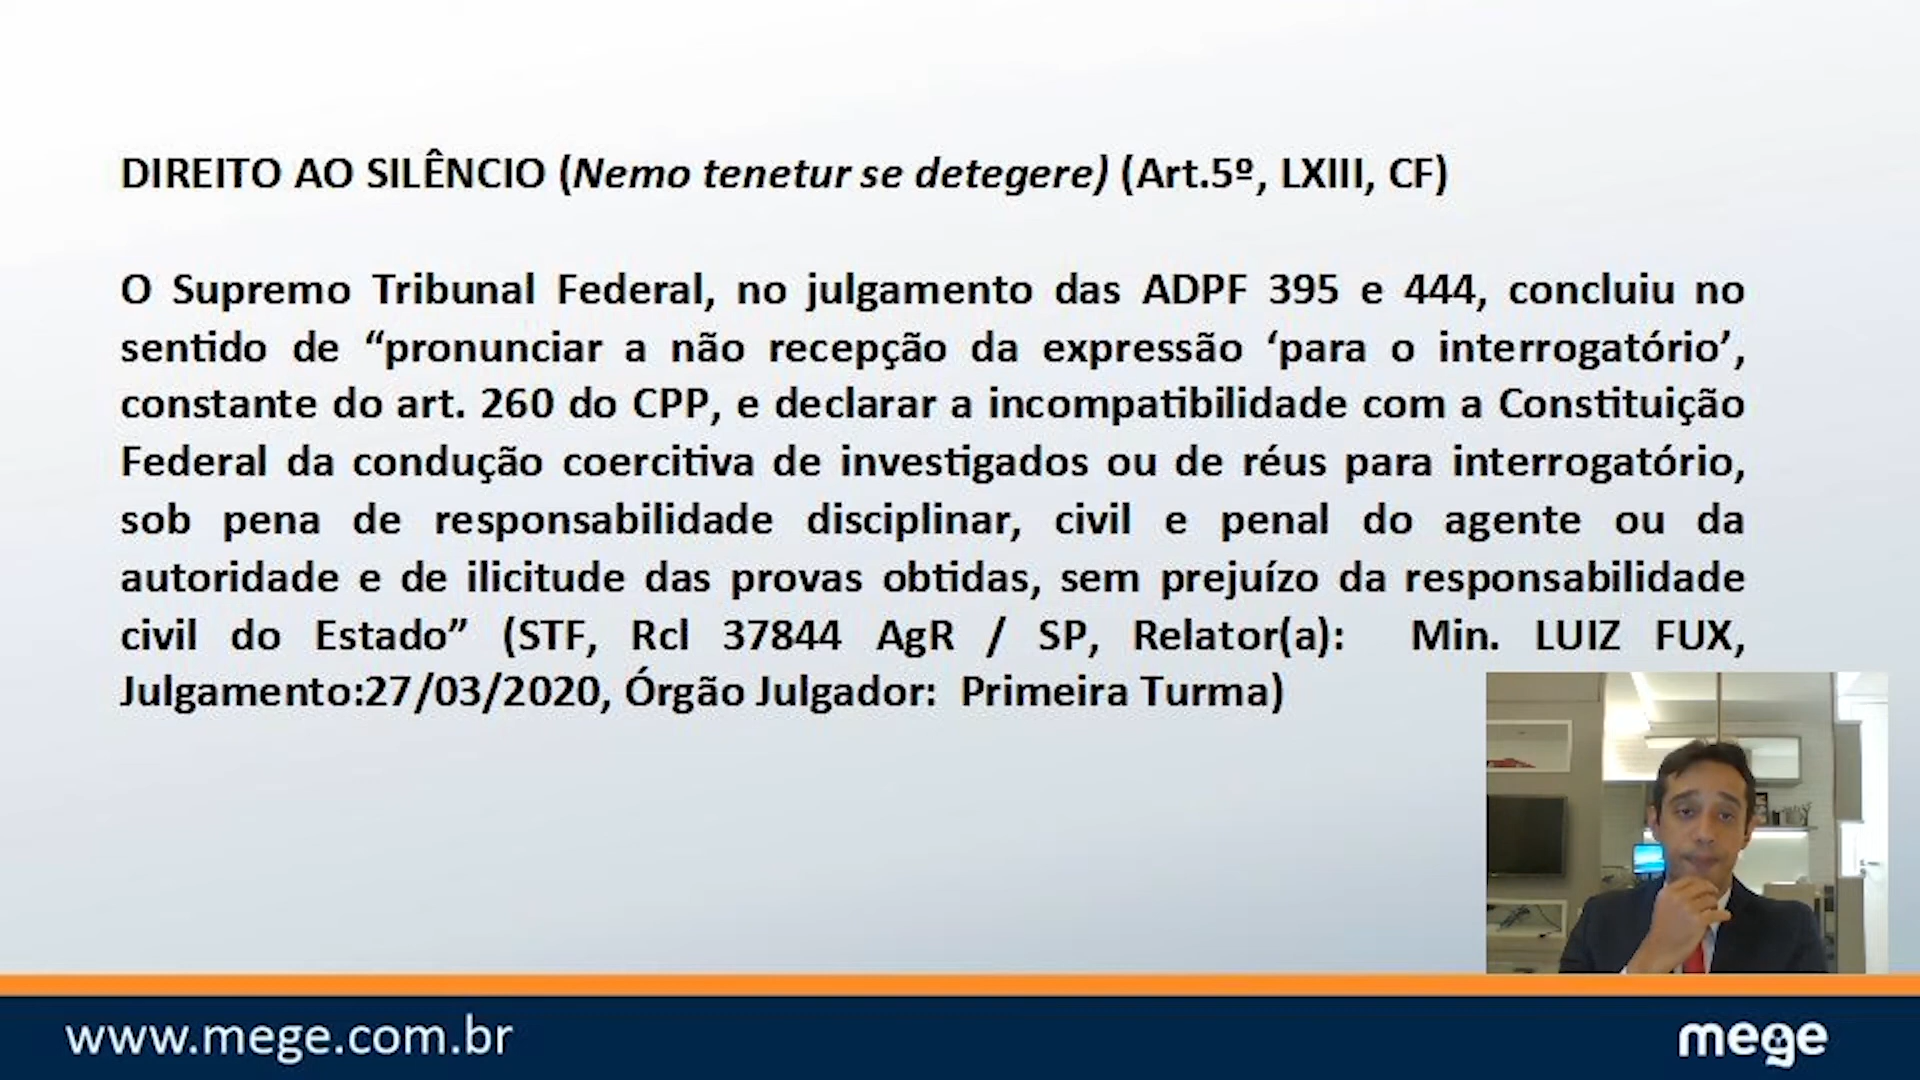 DIREITO AO SILÊNCIO (Nemo tenetur se detegere) (Art.5º, LXIII, CF)
O Supremo Tribunal Federal, no julgamento das ADPF 395 e 444, concluiu no
sentido de “pronunciar a não recepção da expressão ‘para o interrogatório’,
constante do art. 260 do CPP, e declarar a incompatibilidade com a Constituição
Federal da condução coercitiva de investigados ou de réus para interrogatório,
sob pena de responsabilidade disciplinar, civil e penal do agente ou da
autoridade e de ilicitude das provas obtidas, sem prejuízo da responsabilidade
civil do Estado” (STF, Rcl 37844 AgR / SP, Relator(a): Min. LUIZ FUX,
Julgamento:27/03/2020, Órgão Julgador: Primeira Turma)
www.mege.com.br
mege